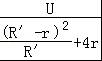 U
(R′-r)²
R′
+4r